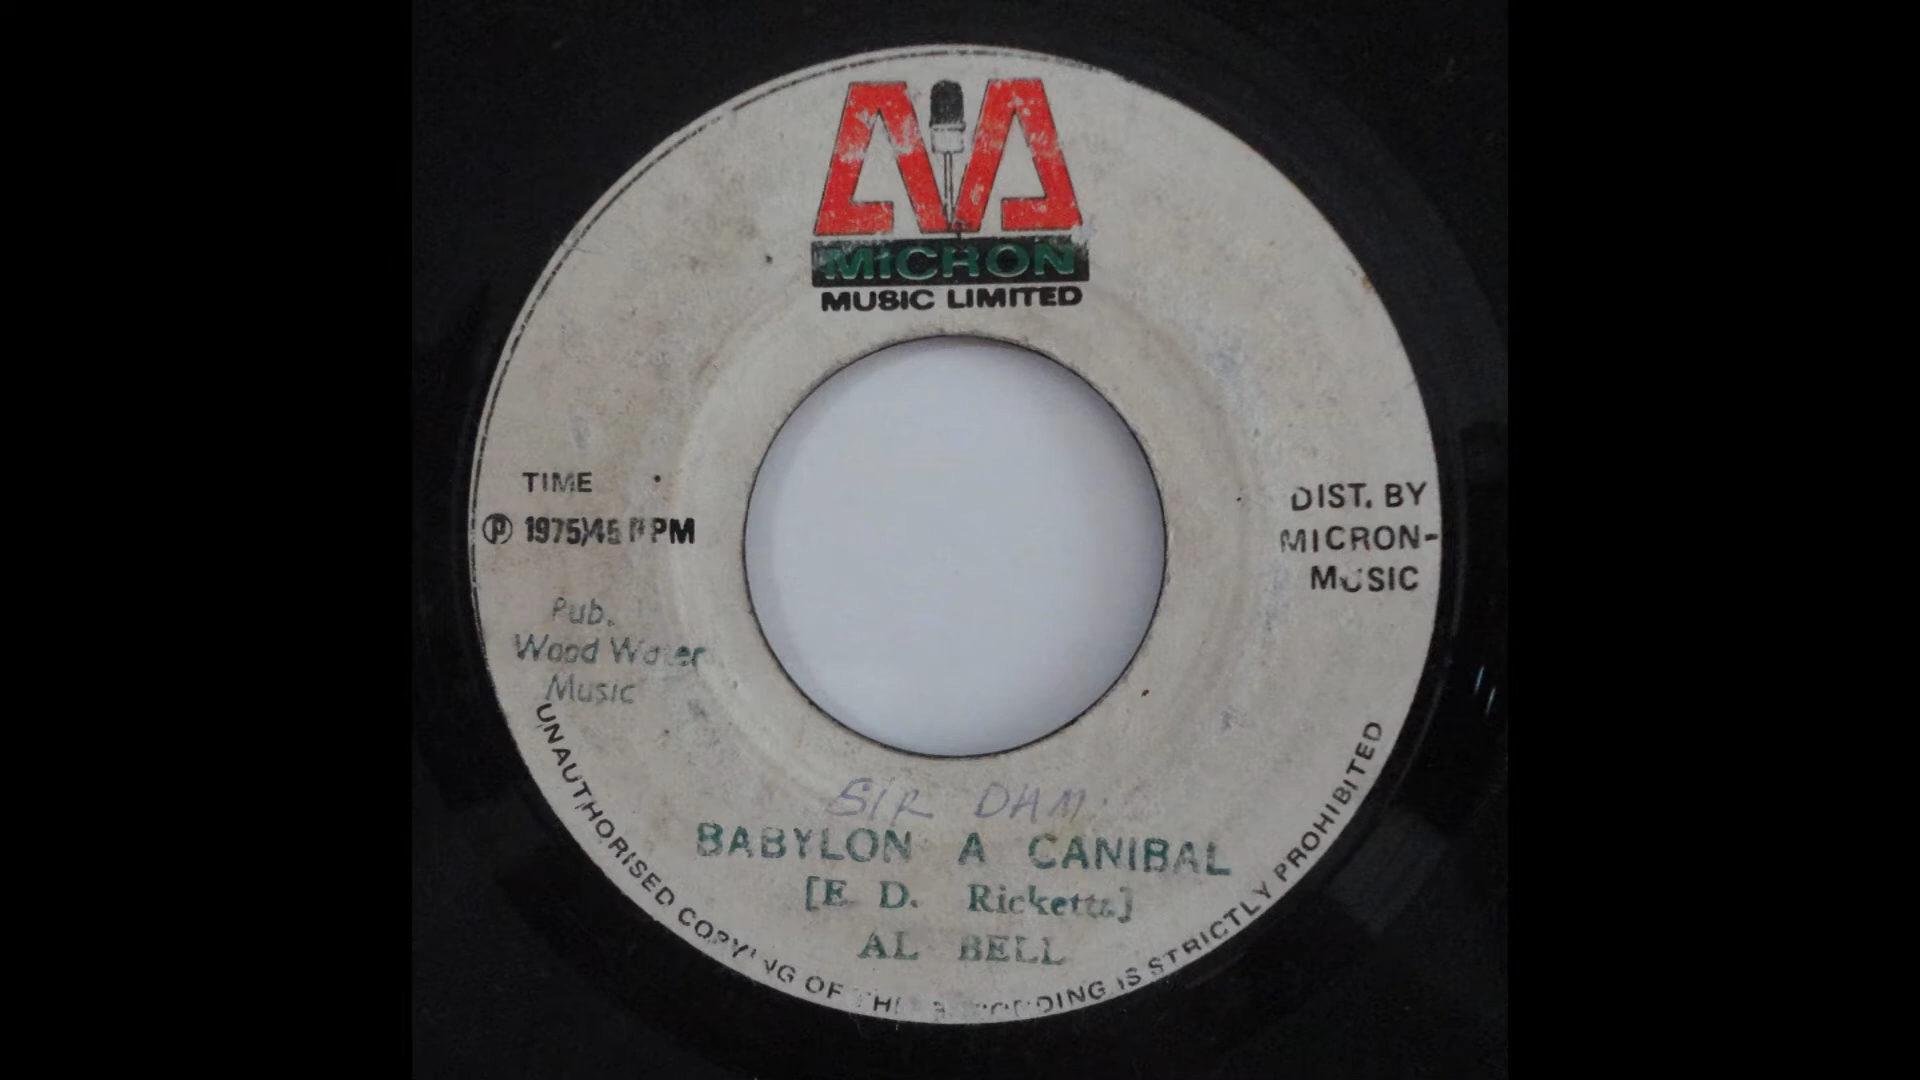 MICRON
MUSIC LIMITED
TIME
Ⓟ 1975/45 RPM
DIST. BY
MICRON-
MUSIC
Pub.
Wood Water
Music
SIR DAM
BABYLON A CANIBAL
[E D. Ricketts]
AL BELL
UNAUTHORISED COPYING OF THIS RECORDING IS STRICTLY PROHIBITED